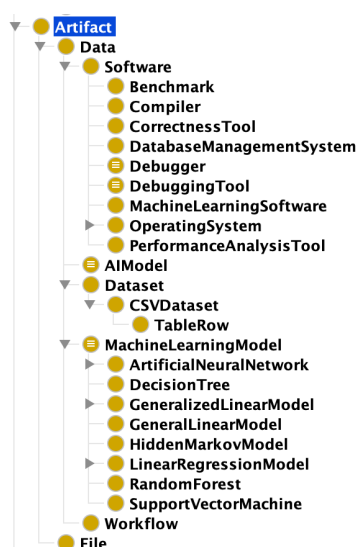 Artifact
Data
Software
Benchmark
Compiler
CorrectnessTool
DatabaseManagementSystem
Debugger
DebuggingTool
MachineLearningSoftware
OperatingSystem
PerformanceAnalysisTool
AIModel
Dataset
CSVDataset
TableRow
MachineLearningModel
ArtificialNeuralNetwork
DecisionTree
GeneralizedLinearModel
GeneralLinearModel
HiddenMarkovModel
LinearRegressionModel
RandomForest
SupportVectorMachine
Workflow
File